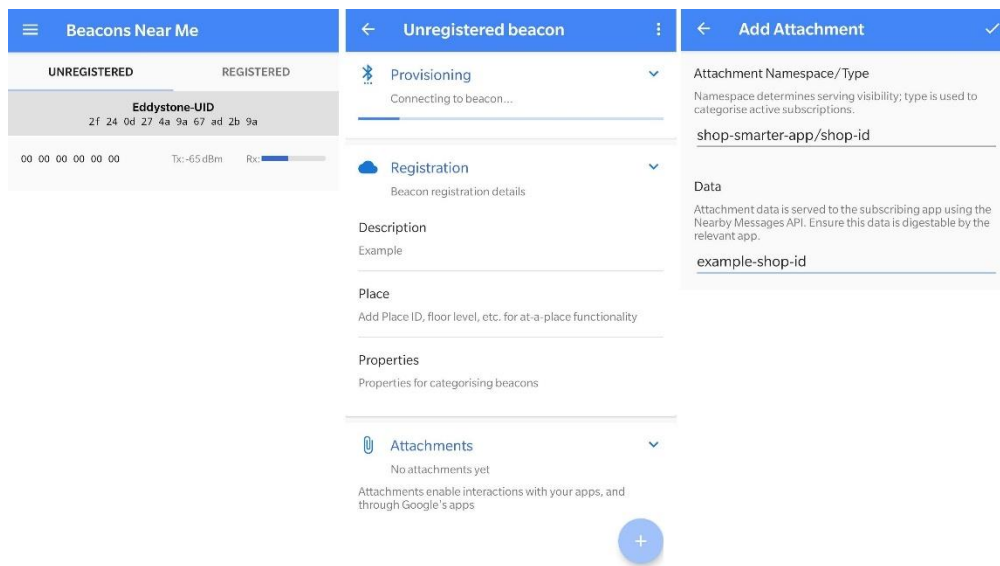 Beacons Near Me
UNREGISTERED REGISTERED
Eddystone-UID
2f 24 0d 27 4a 9a 67 ad 2b 9a
00 00 00 00 00 00 Tx:-65 dBm Rx:
Unregistered beacon
Provisioning
Connecting to beacon...
Registration
Beacon registration details
Description
Example
Place
Add Place ID, floor level, etc. for at-a-place functionality
Properties
Properties for categorising beacons
Attachments
No attachments yet
Attachments enable interactions with your apps, and
through Google's apps
Add Attachment
Attachment Namespace/Type
Namespace determines serving visibility; type is used to
categorise active subscriptions.
shop-smarter-app/shop-id
Data
Attachment data is served to the subscribing app using the
Nearby Messages API. Ensure this data is digestable by the
relevant app.
example-shop-id